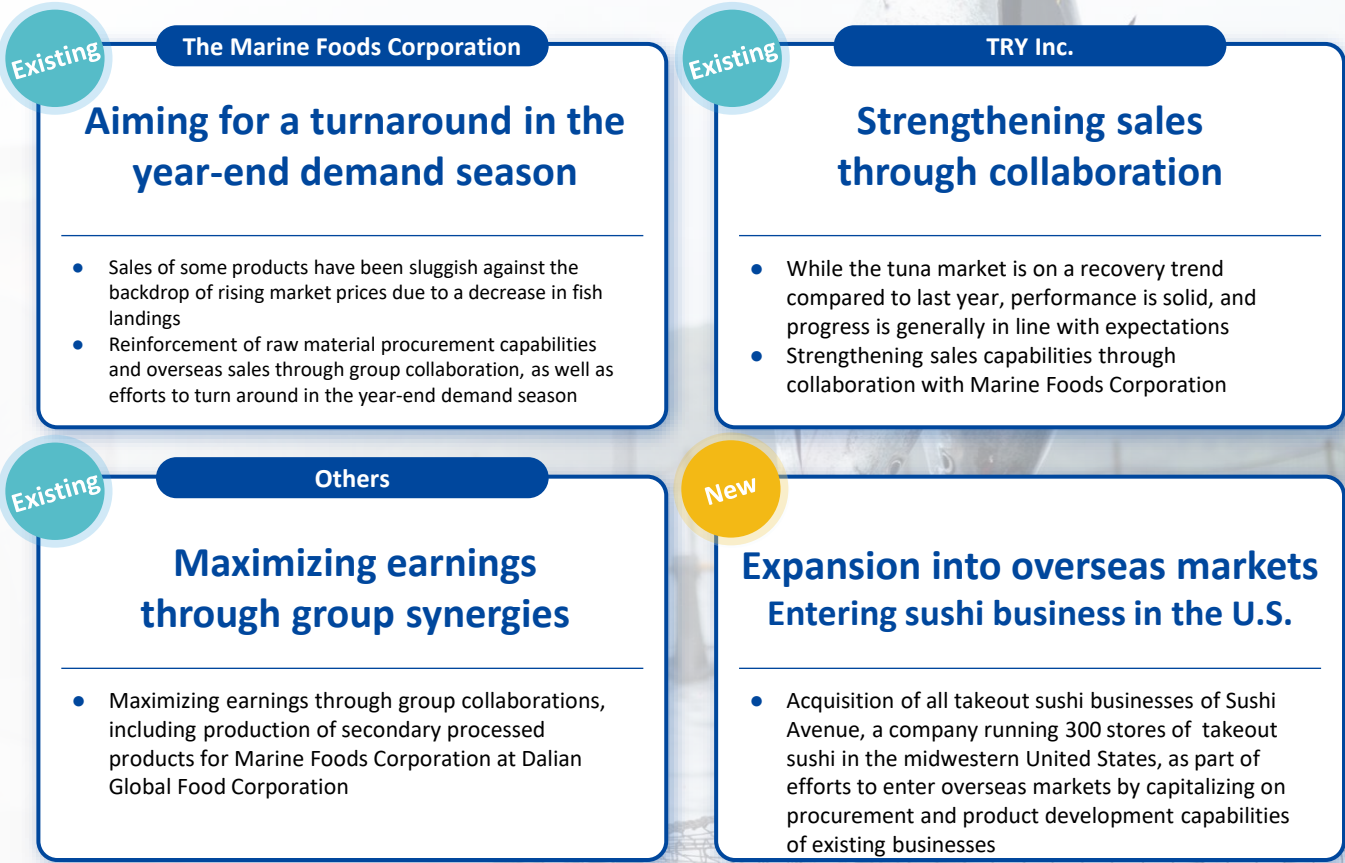 Existing
The Marine Foods Corporation
Aiming for a turnaround in the
year-end demand season
● Sales of some products have been sluggish against the
backdrop of rising market prices due to a decrease in fish
landings
● Reinforcement of raw material procurement capabilities
and overseas sales through group collaboration, as well as
efforts to turn around in the year-end demand season
Existing
TRY Inc.
Strengthening sales
through collaboration
● While the tuna market is on a recovery trend
compared to last year, performance is solid, and
progress is generally in line with expectations
● Strengthening sales capabilities through
collaboration with Marine Foods Corporation
Existing
Others
Maximizing earnings
through group synergies
● Maximizing earnings through group collaborations,
including production of secondary processed
products for Marine Foods Corporation at Dalian
Global Food Corporation
New
Expansion into overseas markets
Entering sushi business in the U.S.
● Acquisition of all takeout sushi businesses of Sushi
Avenue, a company running 300 stores of takeout
sushi in the midwestern United States, as part of
efforts to enter overseas markets by capitalizing on
procurement and product development capabilities
of existing businesses